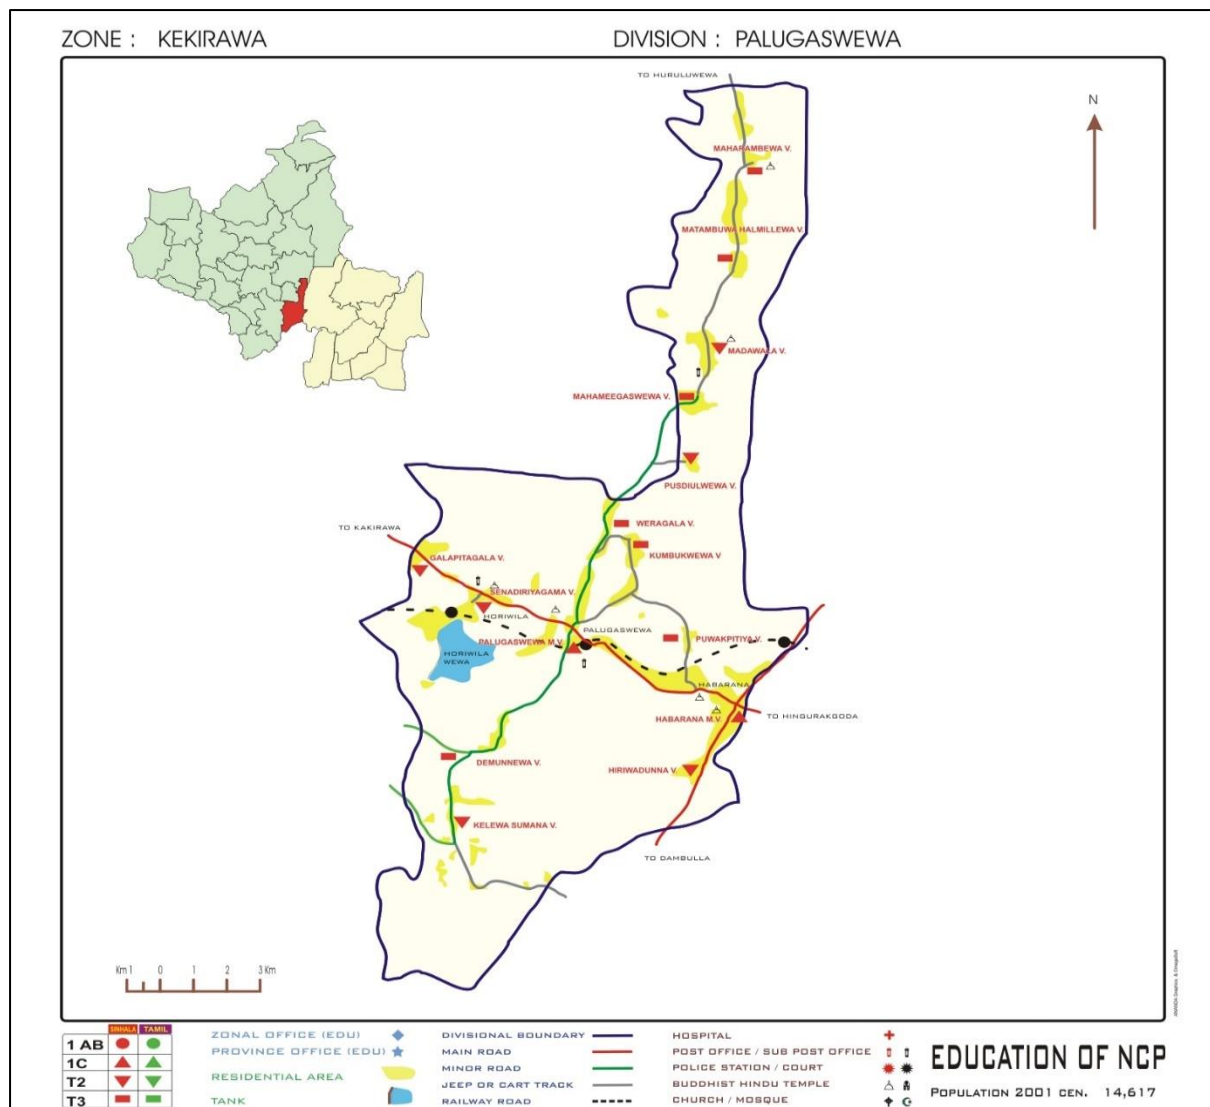 ZONE : KEKIRAWA
DIVISION : PALUGASWEWA
TO HURULUWEWA
N
MAHARAMBEWA V.
MATAMBUWA HALMILLEWA V.
MADAWALA V.
MAHAMEEGASWEWA V.
PUSDIULWEWA V.
WERAGALA V.
TO KAKIRAWA
KUMBUKWEWA V
GALAPITAGALA V.
SENADIRIYAGAMA V.
HORIWILA
PALUGASWEWA
PALUGASWEWA M.V.
PUWAKPITIYA V.
HORIWILA
WEWA
HABARANA
HABARANA M.V.
TO HINGURAKGODA
DEMUNNEWA V.
HIRIWADUNNA V.
KELEWA SUMANA V.
TO DAMBULLA
Km 1 0 1 2 3 Km
SINHALA TAMIL
1 AB
1C
T2
T3
ZONAL OFFICE (EDU)
PROVINCE OFFICE (EDU)
RESIDENTIAL AREA
TANK
DIVISIONAL BOUNDARY
MAIN ROAD
MINOR ROAD
JEEP OR CART TRACK
RAILWAY ROAD
HOSPITAL
POST OFFICE / SUB POST OFFICE
POLICE STATION / COURT
BUDDHIST HINDU TEMPLE
CHURCH / MOSQUE
EDUCATION OF NCP
POPULATION 2001 CEN. 14,617